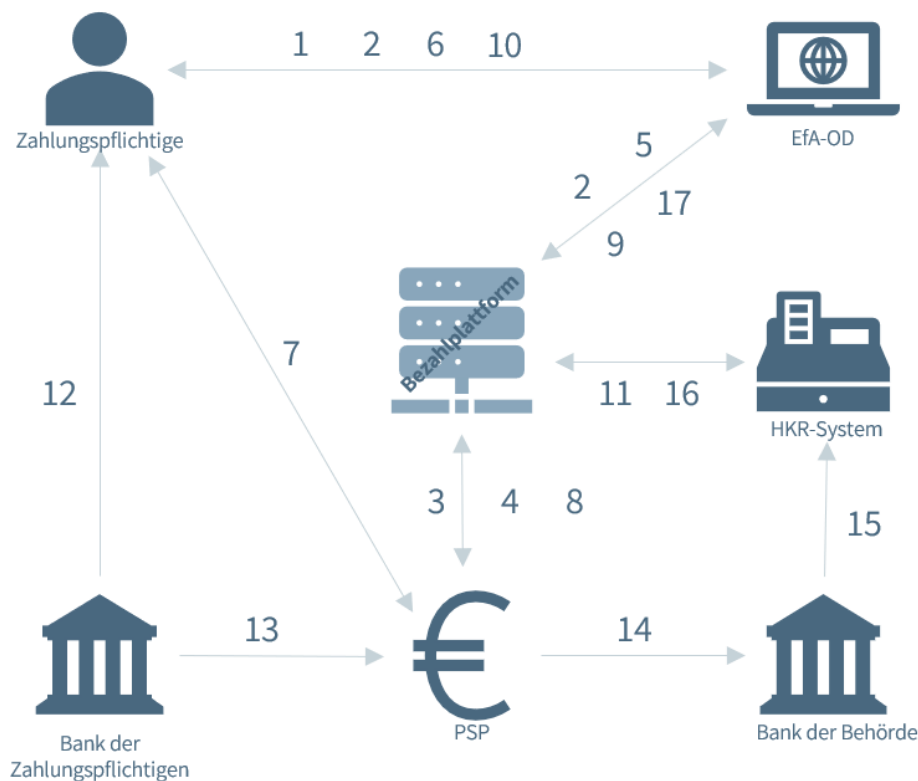 1 2 6 10
Zahlungspflichtige
EfA-OD
5
2
17
9
Bezahlplattform
7
12
11 16
HKR-System
3 4 8
15
13
14
PSP
Bank der Behörde
Bank der
Zahlungspflichtigen